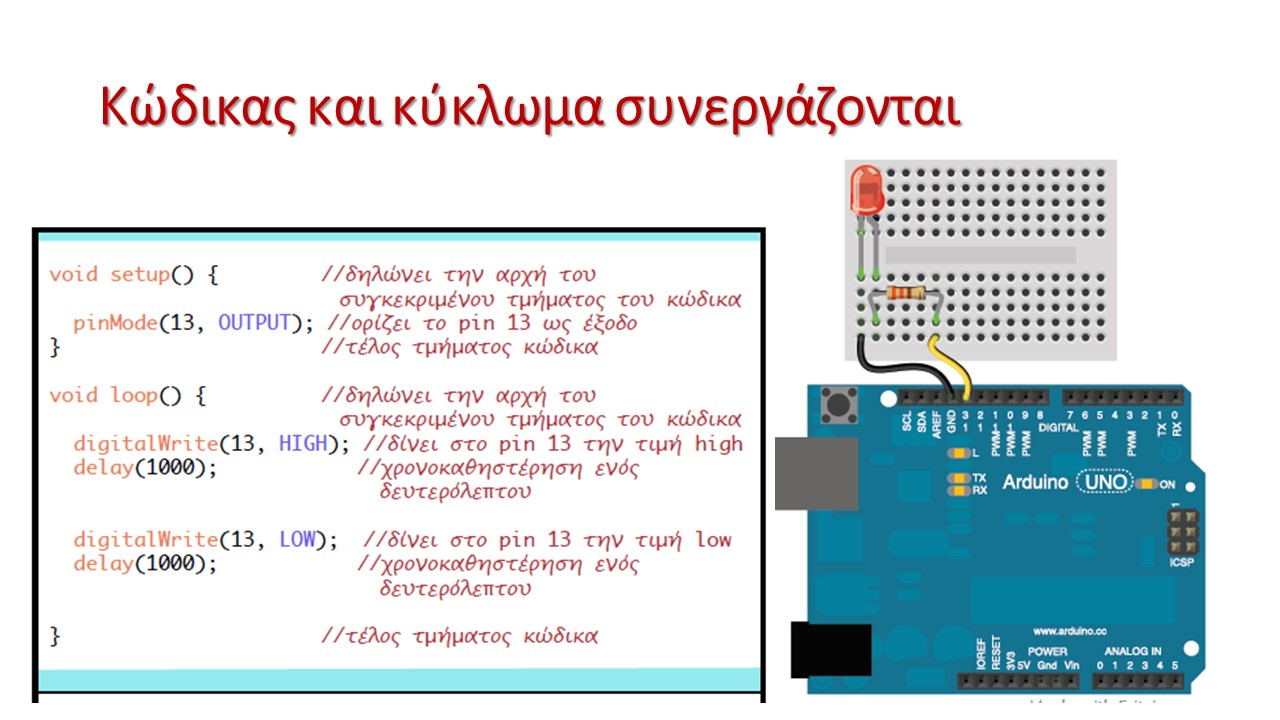 Κώδικας και κύκλωμα συνεργάζονται
void setup() { //δηλώνει την αρχή του
συγκεκριμένου τμήματος του κώδικα
pinMode(13, OUTPUT); //ορίζει το pin 13 ως έξοδο
} //τέλος τμήματος κώδικα
void loop() { //δηλώνει την αρχή του
συγκεκριμένου τμήματος του κώδικα
digitalWrite(13, HIGH); //δίνει στο pin 13 την τιμή high
delay(1000); //χρονοκαθηστέρηση ενός
δευτερόλεπτου
digitalWrite(13, LOW); //δίνει στο pin 13 την τιμή low
delay(1000); //χρονοκαθηστέρηση ενός
δευτερόλεπτου
} //τέλος τμήματος κώδικα
SCL SDA AREF GND 13 12 PWM 11 PWM 10 PWM 9 8 7 PWM 6 PWM 5 4 PWM 3 2 TX 1 RX 0
DIGITAL
L
TX
RX
Arduino UNO
ON
1
ICSP
www.arduino.cc
POWER ANALOG IN
IOREF RESET 3V3 5V Gnd Vin 0 1 2 3 4 5